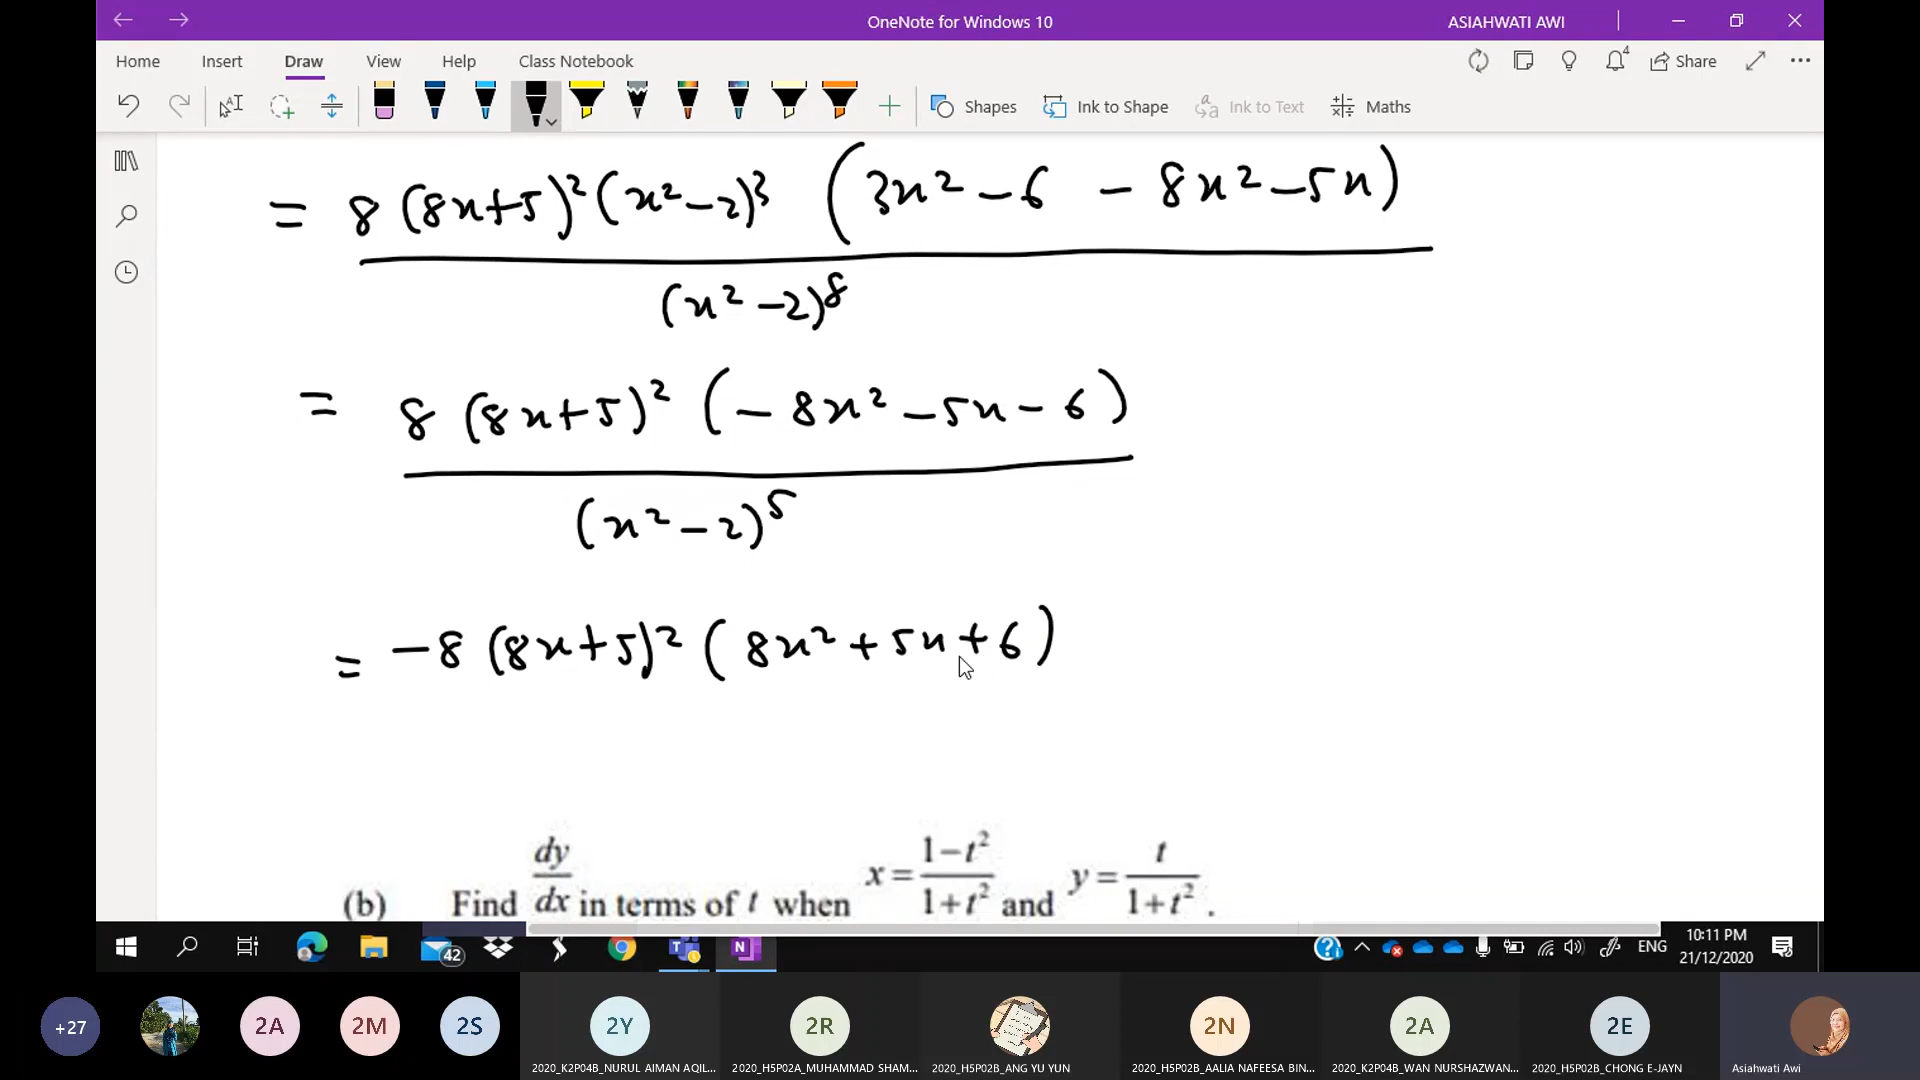 OneNote for Windows 10
ASIAHWATI AWI
Home Insert Draw View Help Class Notebook
4
Share
Shapes Ink to Shape Ink to Text Maths
= 8 (8x+5)² (x²-2)³ (3x² - 6 - 8x² - 5x)
(x² - 2)⁸
= 8 (8x+5)² (- 8x² - 5x - 6)
(x² - 2)⁵
= -8 (8x+5)² (8x² + 5x + 6)
(b) Find dy/dx in terms of t when x = (1-t²)/(1+t²) and y = t/(1+t²).
42
ENG
10:11 PM
21/12/2020
+27
2A
2M
2S
2Y
2R
2N
2A
2E
2020_K2P04B_NURUL AIMAN AQIL...
2020_H5P02A_MUHAMMAD SHAM...
2020_H5P02B_ANG YU YUN
2020_H5P02B_AALIA NAFEESA BIN...
2020_K2P04B_WAN NURSHAZWAN...
2020_H5P02B_CHONG E-JAYN
Asiahwati Awi